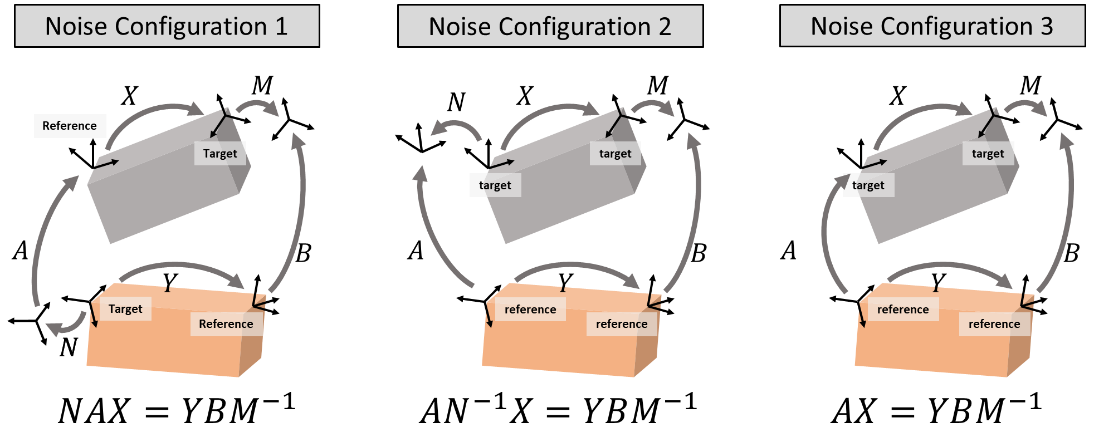 Noise Configuration 1
X
M
Reference
Target
A
B
Y
Target
Reference
N
NAX = YBM⁻¹
Noise Configuration 2
N
X
M
target
target
A
B
Y
reference
reference
AN⁻¹X = YBM⁻¹
Noise Configuration 3
X
M
target
target
A
B
Y
reference
reference
AX = YBM⁻¹